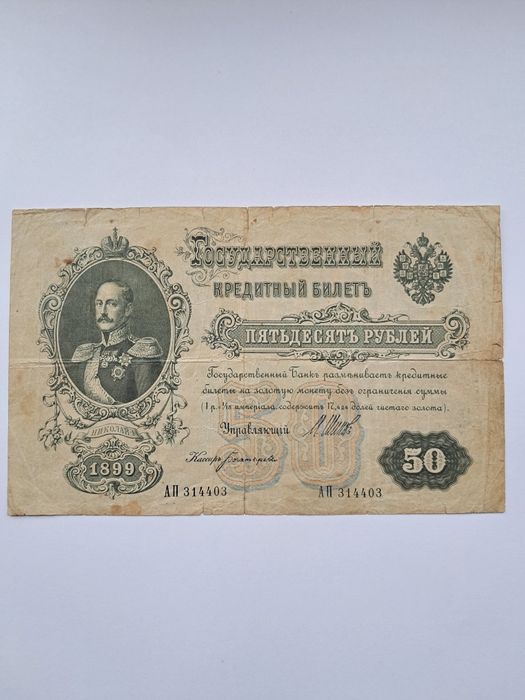 Государственный
кредитный билетъ
пятьдесятъ рублей
Государственный Банкъ размѣниваетъ кредитные
билеты на золотую монету безъ ограниченія суммы
(1 р.= 1/15 имперіала, содержитъ 17,424 долей чистаго золота).
Управляющій
Кассиръ
НИКОЛАЙ I
1899
50
50
АП 314403
АП 314403